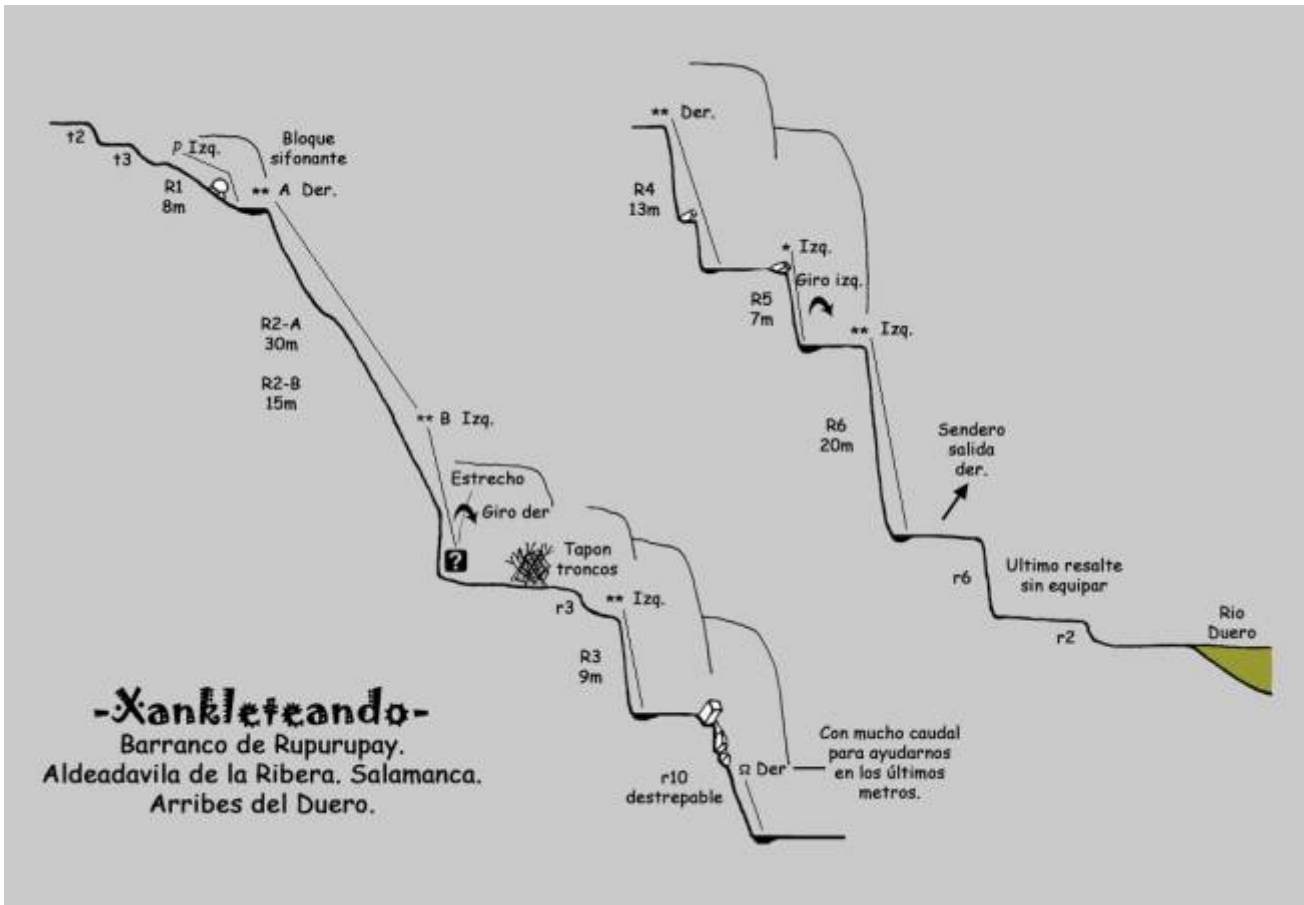 t2
t3
P Izq.
R1
8m
Bloque
sifonante
** A Der.
R2-A
30m
R2-B
15m
** B Izq.
Estrecho
Giro der
?
Tapon
troncos
r3
** Izq.
R3
9m
r10
destrepable
Ω Der
Con mucho caudal
para ayudarnos
en los últimos
metros.
** Der.
R4
13m
* Izq.
Giro izq.
R5
7m
** Izq.
R6
20m
Sendero
salida
der.
r6
Ultimo resalte
sin equipar
r2
Rio
Duero
-Xankleteando-
Barranco de Rupurupay.
Aldeadavila de la Ribera. Salamanca.
Arribes del Duero.